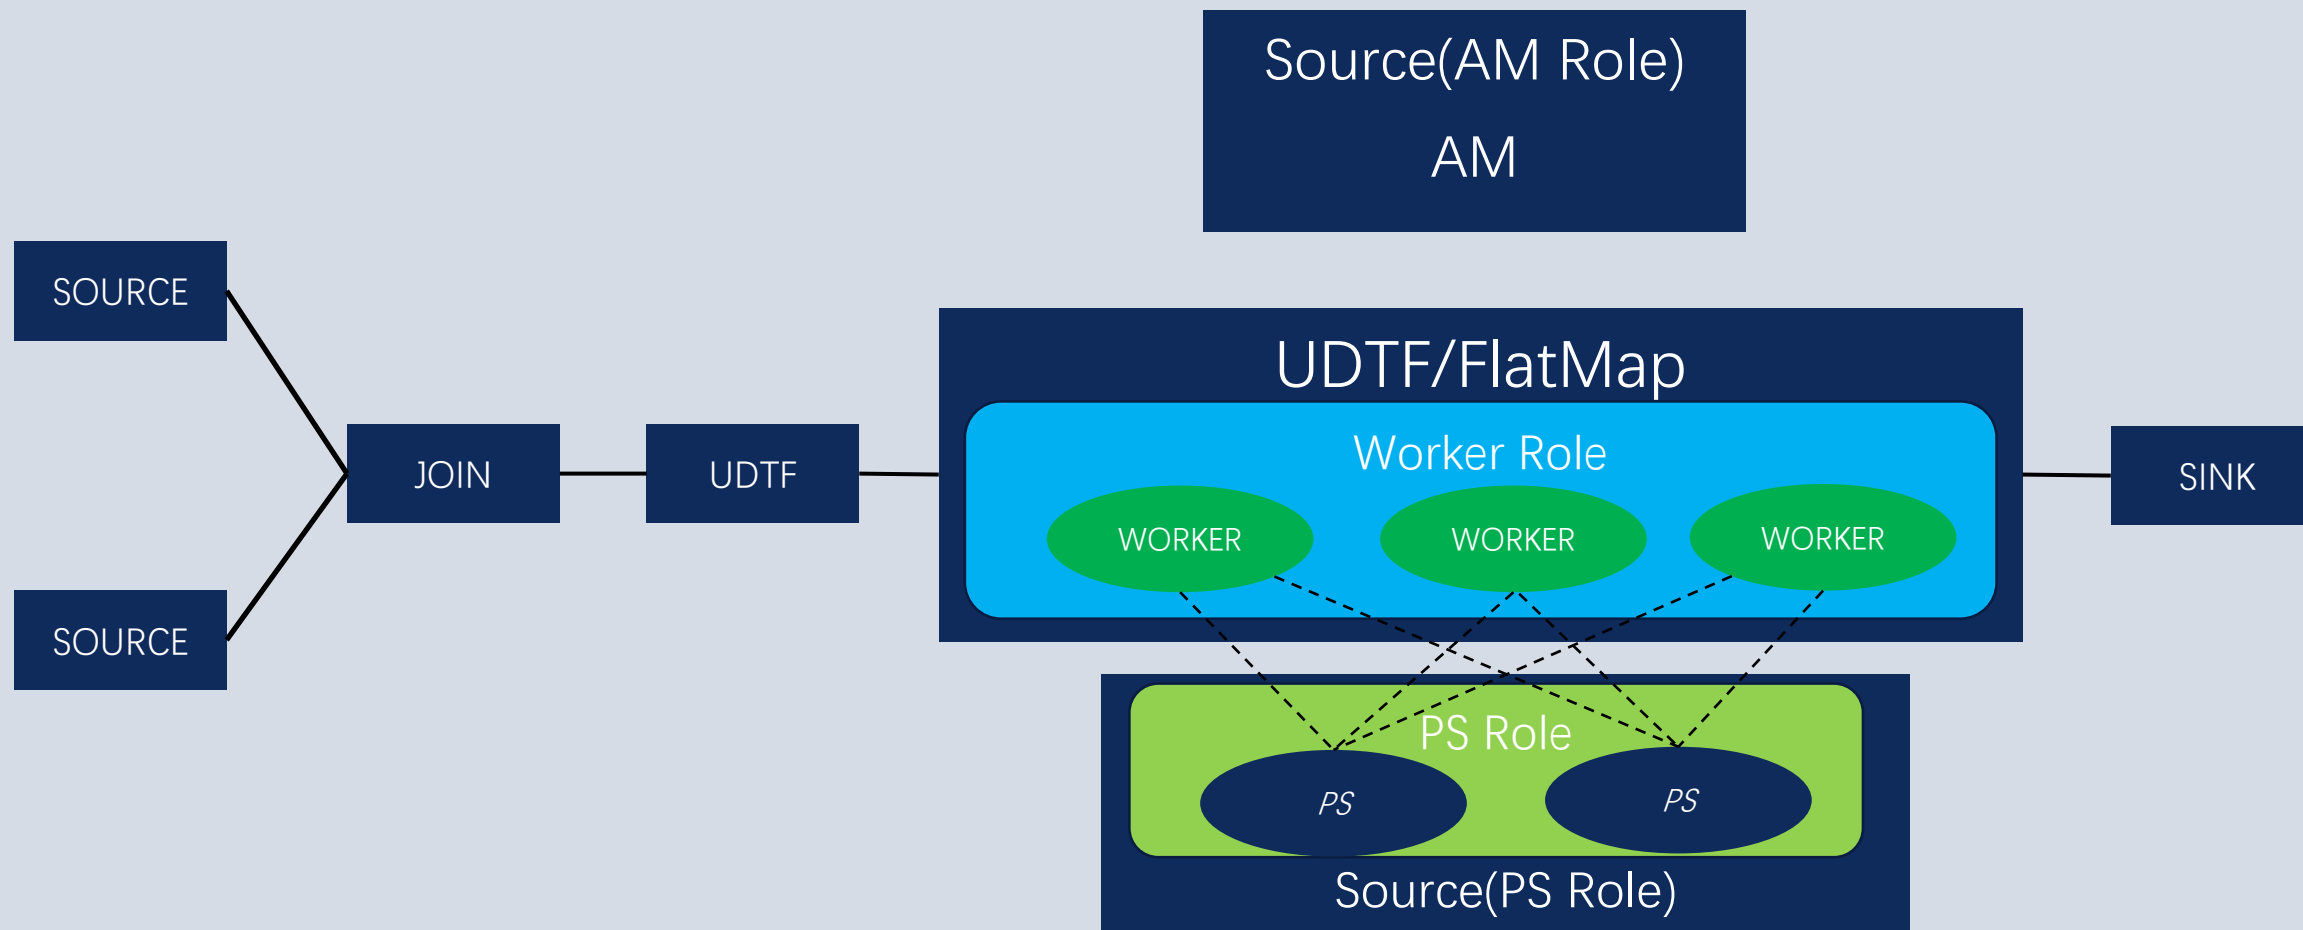 Source(AM Role)
AM
SOURCE
UDTF/FlatMap
Worker Role
JOIN
UDTF
SINK
WORKER
WORKER
WORKER
SOURCE
PS Role
PS
PS
Source(PS Role)